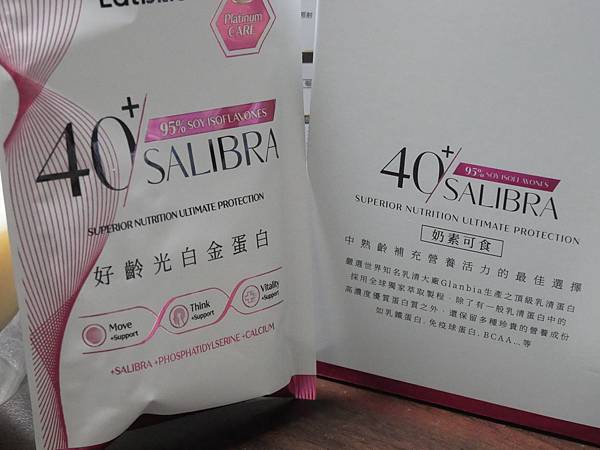 Platinum
CARE
40+
95% SOY ISOFLAVONES
SALIBRA
SUPERIOR NUTRITION ULTIMATE PROTECTION
好齡光白金蛋白
Move
+Support
Think
+Support
Vitality
+Support
+SALIBRA +PHOSPHATIDYLSERINE +CALCIUM
40+
95% SOY ISOFLAVONES
SALIBRA
SUPERIOR NUTRITION ULTIMATE PROTECTION
奶素可食
中熟齡補充營養活力的最佳選擇
嚴選世界知名乳清大廠Glanbia生產之頂級乳清蛋白
採用全球獨家萃取製程，除了有一般乳清蛋白中的
高濃度優質蛋白質之外，還保留多種珍貴的營養成份
如乳鐵蛋白，免疫球蛋白，BCAA...等